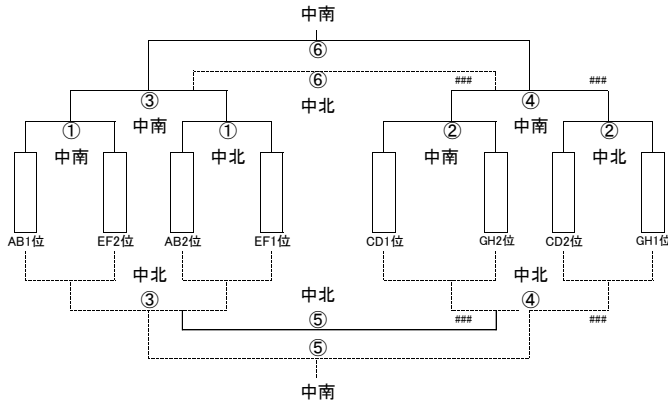 中南
⑥
⑥ ### ###
③ 中北 ④
① 中南 ① ② 中南 ②
中南 中北 中南 中北
AB1位 EF2位 AB2位 EF1位 CD1位 GH2位 CD2位 GH1位
中北 中北
③ 中北 ④
⑤ ### ###
⑤
中南